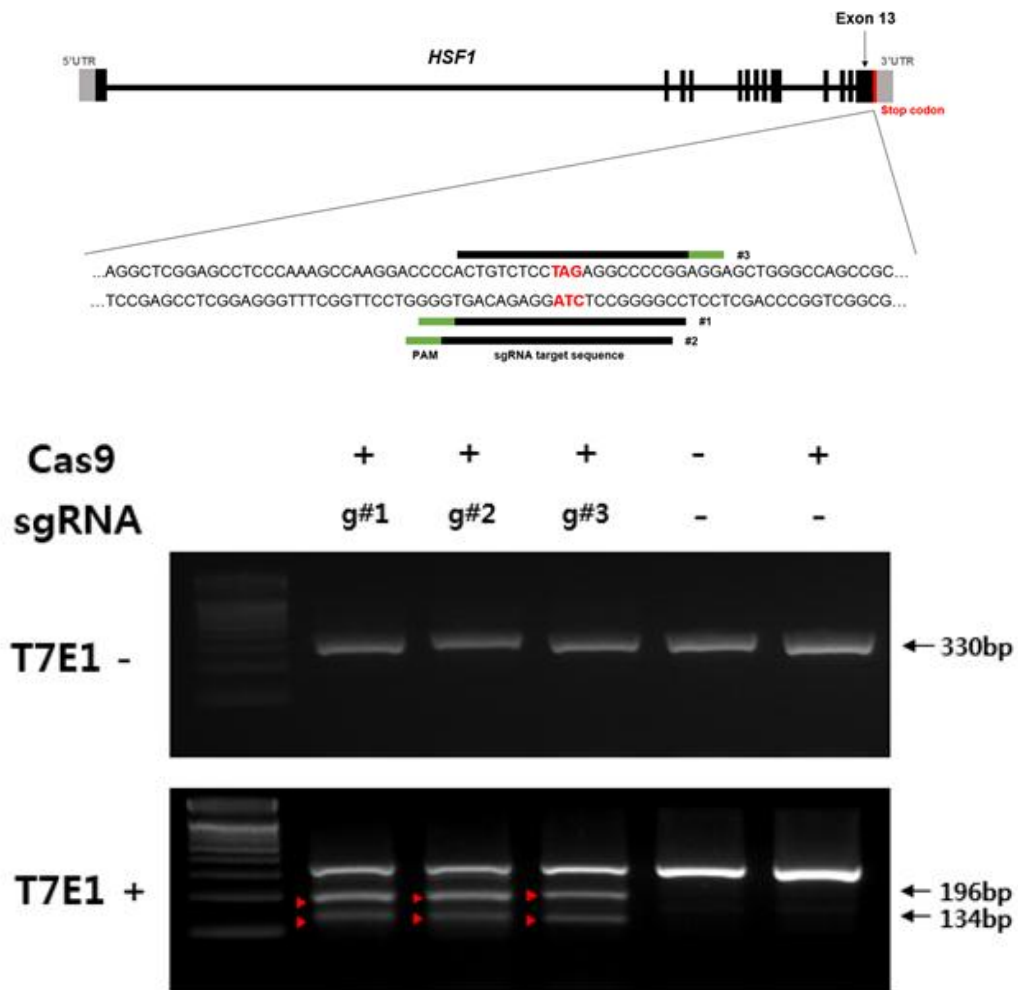 Exon 13
5'UTR
HSF1
3'UTR
Stop codon
#3
...AGGCTCGGAGCCTCCCAAAGCCAAGGACCCCACTGTCTCCTAGAGGCCCCGGAGGAGCTGGGCCAGCCGC...
...TCCGAGCCTCGGAGGGTTTCGGTTCCTGGGGTGACAGAGGATCTCCGGGGCCTCCTCGACCCGGTCGGCG...
#1
#2
PAM sgRNA target sequence
Cas9 + + + - +
sgRNA g#1 g#2 g#3 - -
T7E1 - ←330bp
T7E1 + ←196bp
←134bp